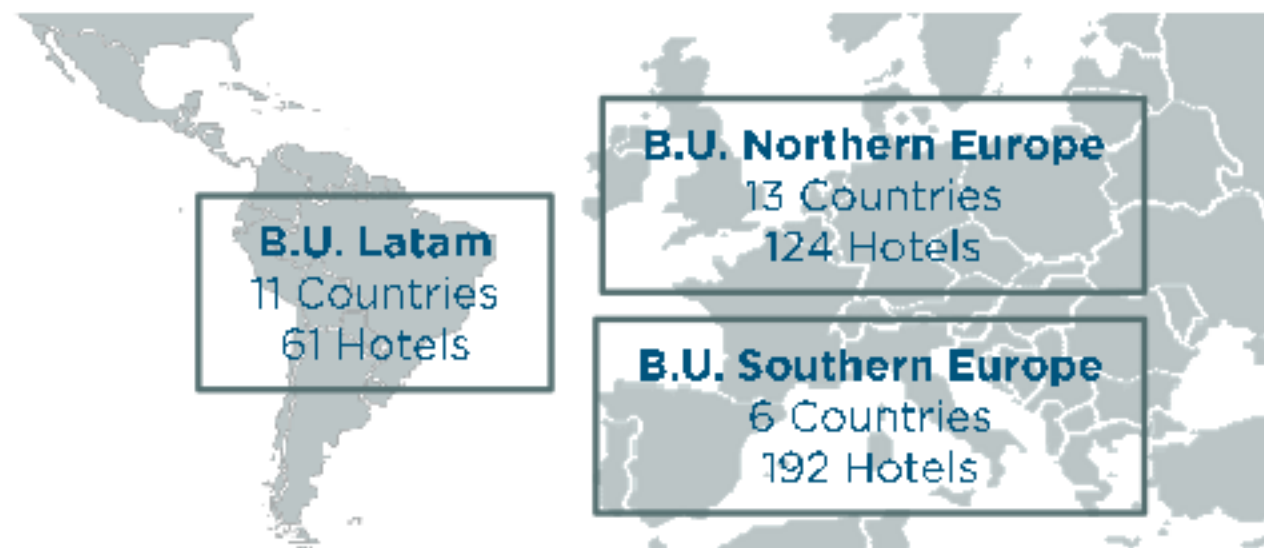 B.U. Latam
11 Countries
61 Hotels
B.U. Northern Europe
13 Countries
124 Hotels
B.U. Southern Europe
6 Countries
192 Hotels